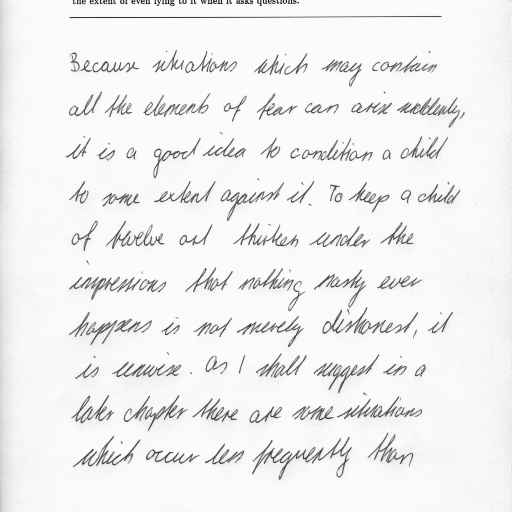 the extent of even lying to it when it asks questions.
Because situations which may contain
all the elements of fear can arise suddenly,
it is a good idea to condition a child
to some extent against it. To keep a child
of twelve ord thirteen under the
impressions that nothing nasty ever
happens is not merely dishonest, it
is unwise. As I shall suggest in a
later chapter there are some situations
which occur less frequently than